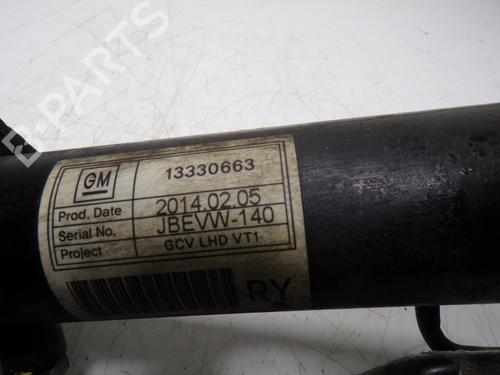 B-PARTS
GM
13330663
Prod. Date 2014.02.05
Serial No. JBEVW-140
Project GCV LHD VT1
RY